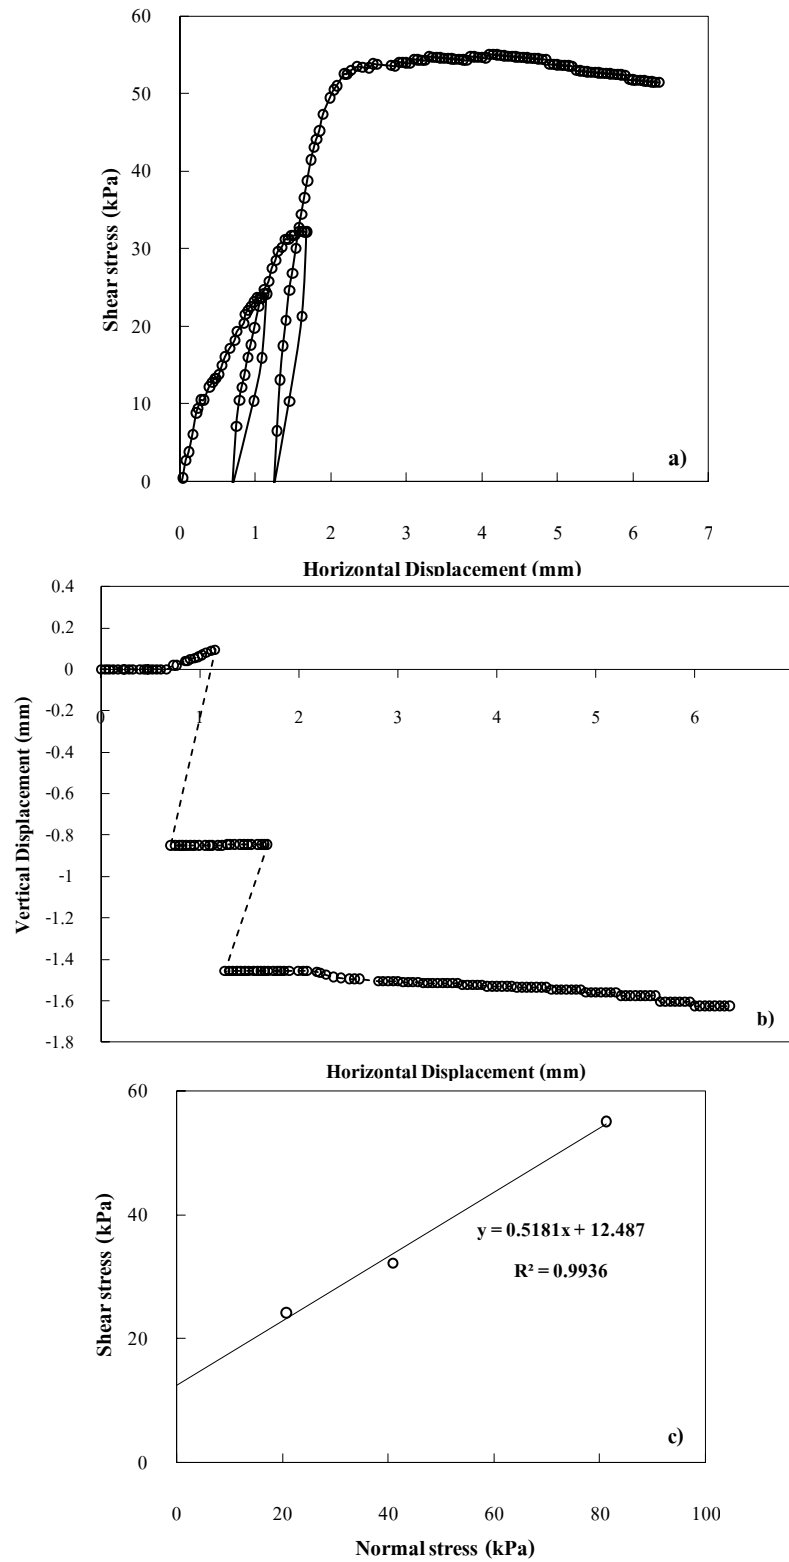 60
50
40
30
20
10
0
Shear stress (kPa)
a)
0 1 2 3 4 5 6 7
Horizontal Displacement (mm)
0.4
0.2
0
-0.2
-0.4
-0.6
-0.8
-1
-1.2
-1.4
-1.6
-1.8
0 1 2 3 4 5 6
Vertical Displacement (mm)
b)
Horizontal Displacement (mm)
60
40
20
0
Shear stress (kPa)
y = 0.5181x + 12.487
R² = 0.9936
c)
0 20 40 60 80 100
Normal stress (kPa)